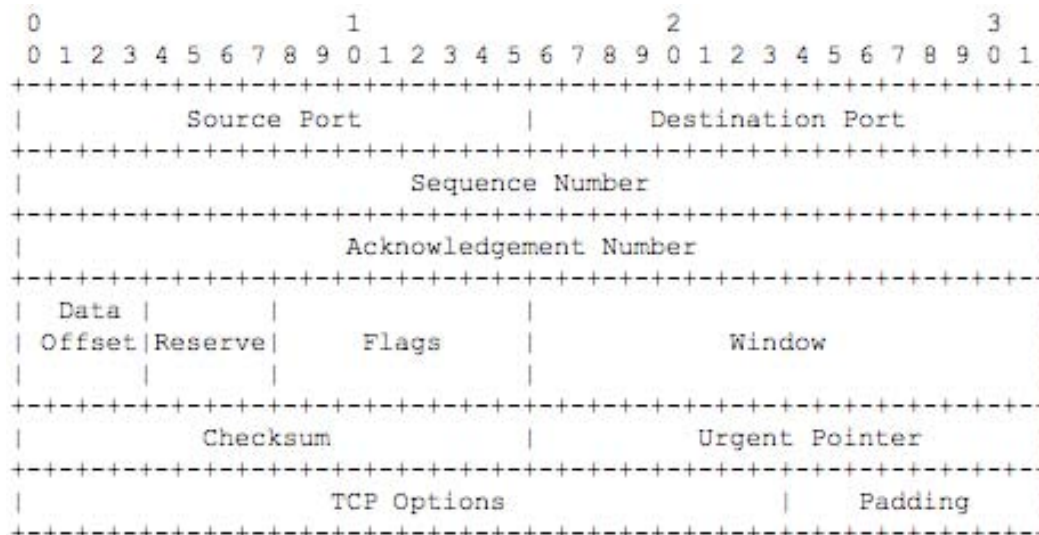 0                   1                   2                   3
0 1 2 3 4 5 6 7 8 9 0 1 2 3 4 5 6 7 8 9 0 1 2 3 4 5 6 7 8 9 0 1
+-+-+-+-+-+-+-+-+-+-+-+-+-+-+-+-+-+-+-+-+-+-+-+-+-+-+-+-+-+-+-+-
|          Source Port          |       Destination Port
+-+-+-+-+-+-+-+-+-+-+-+-+-+-+-+-+-+-+-+-+-+-+-+-+-+-+-+-+-+-+-+-
|                        Sequence Number
+-+-+-+-+-+-+-+-+-+-+-+-+-+-+-+-+-+-+-+-+-+-+-+-+-+-+-+-+-+-+-+-
|                    Acknowledgement Number
+-+-+-+-+-+-+-+-+-+-+-+-+-+-+-+-+-+-+-+-+-+-+-+-+-+-+-+-+-+-+-+-
|  Data |       |               |
| Offset|Reserve|     Flags     |            Window
|       |       |               |
+-+-+-+-+-+-+-+-+-+-+-+-+-+-+-+-+-+-+-+-+-+-+-+-+-+-+-+-+-+-+-+-
|           Checksum            |          Urgent Pointer
+-+-+-+-+-+-+-+-+-+-+-+-+-+-+-+-+-+-+-+-+-+-+-+-+-+-+-+-+-+-+-+-
|                   TCP Options                 |    Padding
+-+-+-+-+-+-+-+-+-+-+-+-+-+-+-+-+-+-+-+-+-+-+-+-+-+-+-+-+-+-+-+-